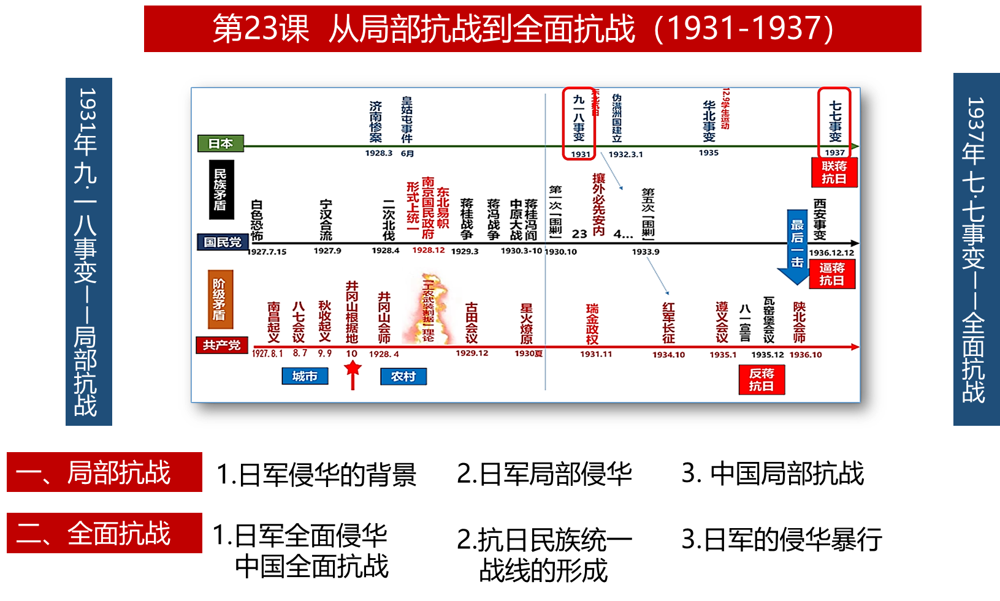 第23课  从局部抗战到全面抗战（1931-1937）
1931年 九·一八事变——局部抗战
1937年 七·七事变——全面抗战
济南惨案
皇姑屯事件
九一八事变
东北抗日
伪满洲国建立
华北事变
12.9学生运动
七七事变
日本
1928.3
6月
1931
1932.3.1
1935
1937
民族矛盾
联蒋
抗日
白色恐怖
宁汉合流
二次北伐
形式上统一
南京国民政府
东北易帜
蒋桂战争
蒋冯战争
中原大战
蒋桂冯阎
第一次「围剿」
23
攘外必先安内
4...
第五次「围剿」
最后一击
西安事变
国民党
1927.7.15
1927.9
1928.4
1928.12
1929.3
1930.3-10
1930.10
1933.9
1936.12.12
逼蒋
抗日
阶级矛盾
南昌起义
八七会议
秋收起义
井冈山根据地
井冈山会师
「工农武装割据」理论
古田会议
星火燎原
瑞金政权
红军长征
遵义会议
八一宣言
瓦窑堡会议
陕北会师
共产党
1927.8.1
8.7
9.9
10
1928.4
1929.12
1930夏
1931.11
1934.10
1935.1
1935.12
1936.10
城市
农村
反蒋
抗日
一、局部抗战
1.日军侵华的背景
2.日军局部侵华
3. 中国局部抗战
二、全面抗战
1.日军全面侵华
中国全面抗战
2.抗日民族统一
战线的形成
3.日军的侵华暴行